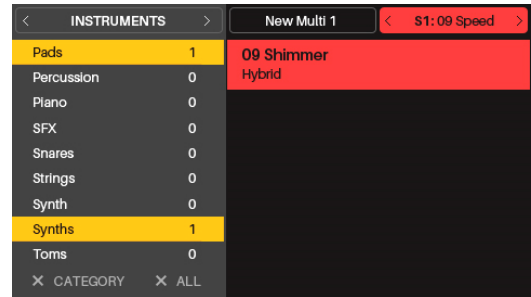 < INSTRUMENTS >
Pads 1
Percussion 0
Piano 0
SFX 0
Snares 0
Strings 0
Synth 0
Synths 1
Toms 0
× CATEGORY × ALL
New Multi 1
< S1: 09 Speed >
09 Shimmer
Hybrid